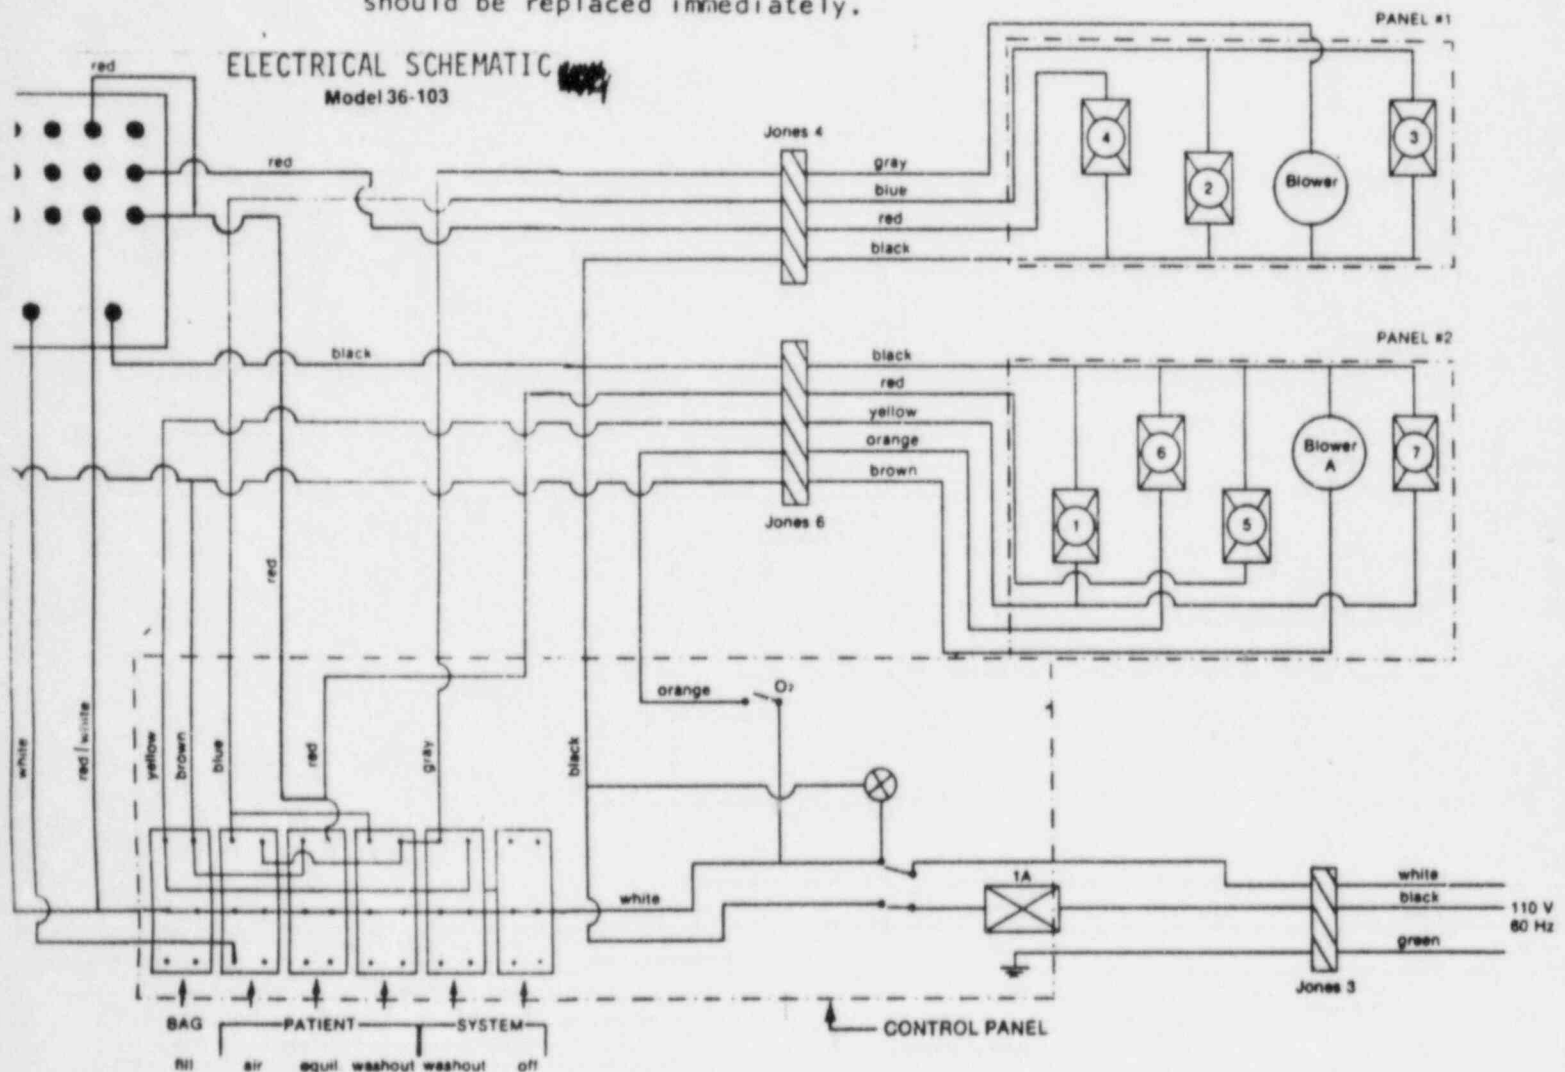 should be replaced immediately.
PANEL #1
ELECTRICAL SCHEMATIC
Model 36-103
red
Jones 4
red
gray
blue
red
black
4
2
Blower
3
PANEL #2
black
black
red
yellow
orange
brown
Jones 6
1
6
5
Blower
A
7
red
orange
O2
white
red/white
yellow
brown
blue
red
gray
black
white
1A
white
black
green
110 V
60 Hz
Jones 3
BAG
PATIENT
SYSTEM
CONTROL PANEL
fill
air
equil.
washout
washout
off